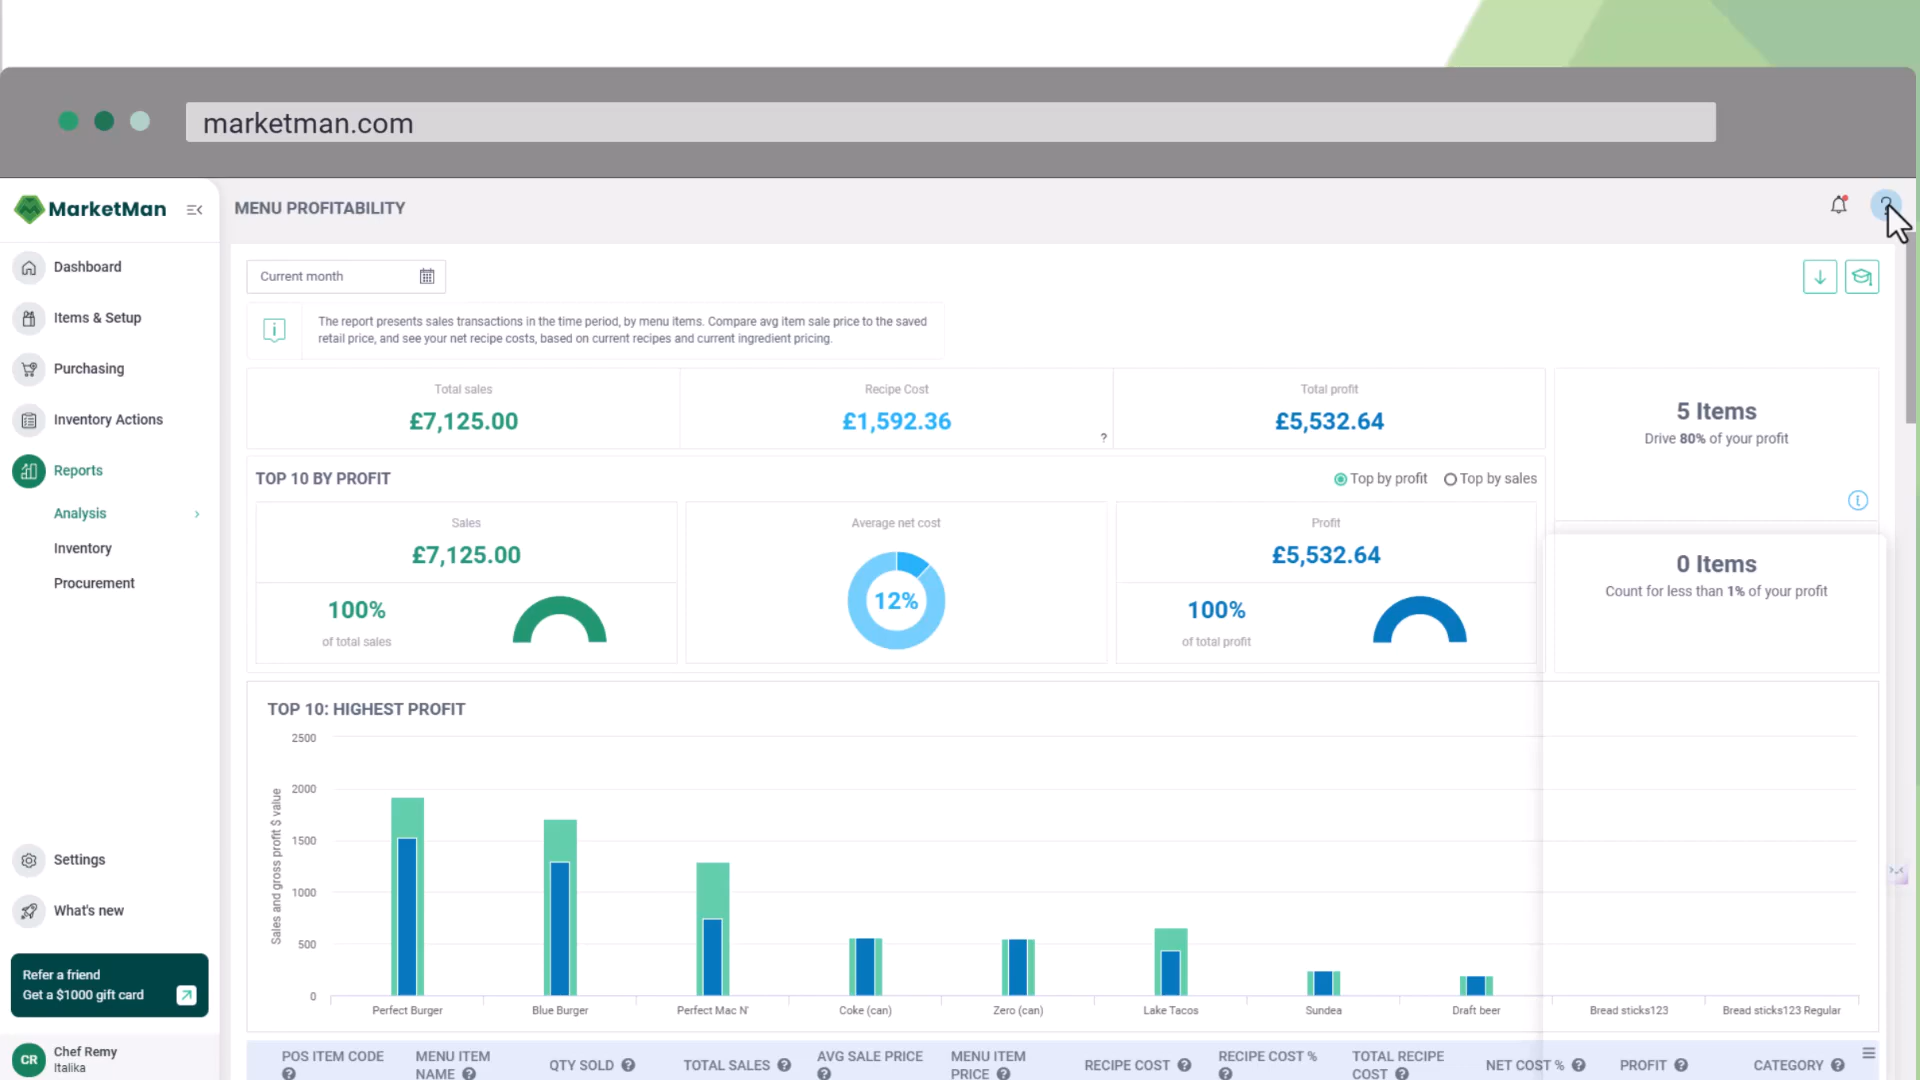 marketman.com
MarketMan
MENU PROFITABILITY
?
Dashboard
Items & Setup
Purchasing
Inventory Actions
Reports
Analysis
Inventory
Procurement
Settings
What's new
Refer a friend
Get a $1000 gift card
CR
Chef Remy
Italika
Current month
The report presents sales transactions in the time period, by menu items. Compare avg item sale price to the saved
retail price, and see your net recipe costs, based on current recipes and current ingredient pricing.
Total sales
£7,125.00
Recipe Cost
£1,592.36
?
Total profit
£5,532.64
5 Items
Drive 80% of your profit
TOP 10 BY PROFIT
Top by profit
Top by sales
Sales
£7,125.00
100%
of total sales
Average net cost
12%
Profit
£5,532.64
100%
of total profit
0 Items
Count for less than 1% of your profit
TOP 10: HIGHEST PROFIT
Sales and gross profit $ value
2500
2000
1500
1000
500
0
Perfect Burger
Blue Burger
Perfect Mac N'
Coke (can)
Zero (can)
Lake Tacos
Sundea
Draft beer
Bread sticks123
Bread sticks123 Regular
POS ITEM CODE ?
MENU ITEM
NAME ?
QTY SOLD ?
TOTAL SALES ?
AVG SALE PRICE
?
MENU ITEM
PRICE ?
RECIPE COST ?
RECIPE COST %
?
TOTAL RECIPE
COST ?
NET COST % ?
PROFIT ?
CATEGORY ?